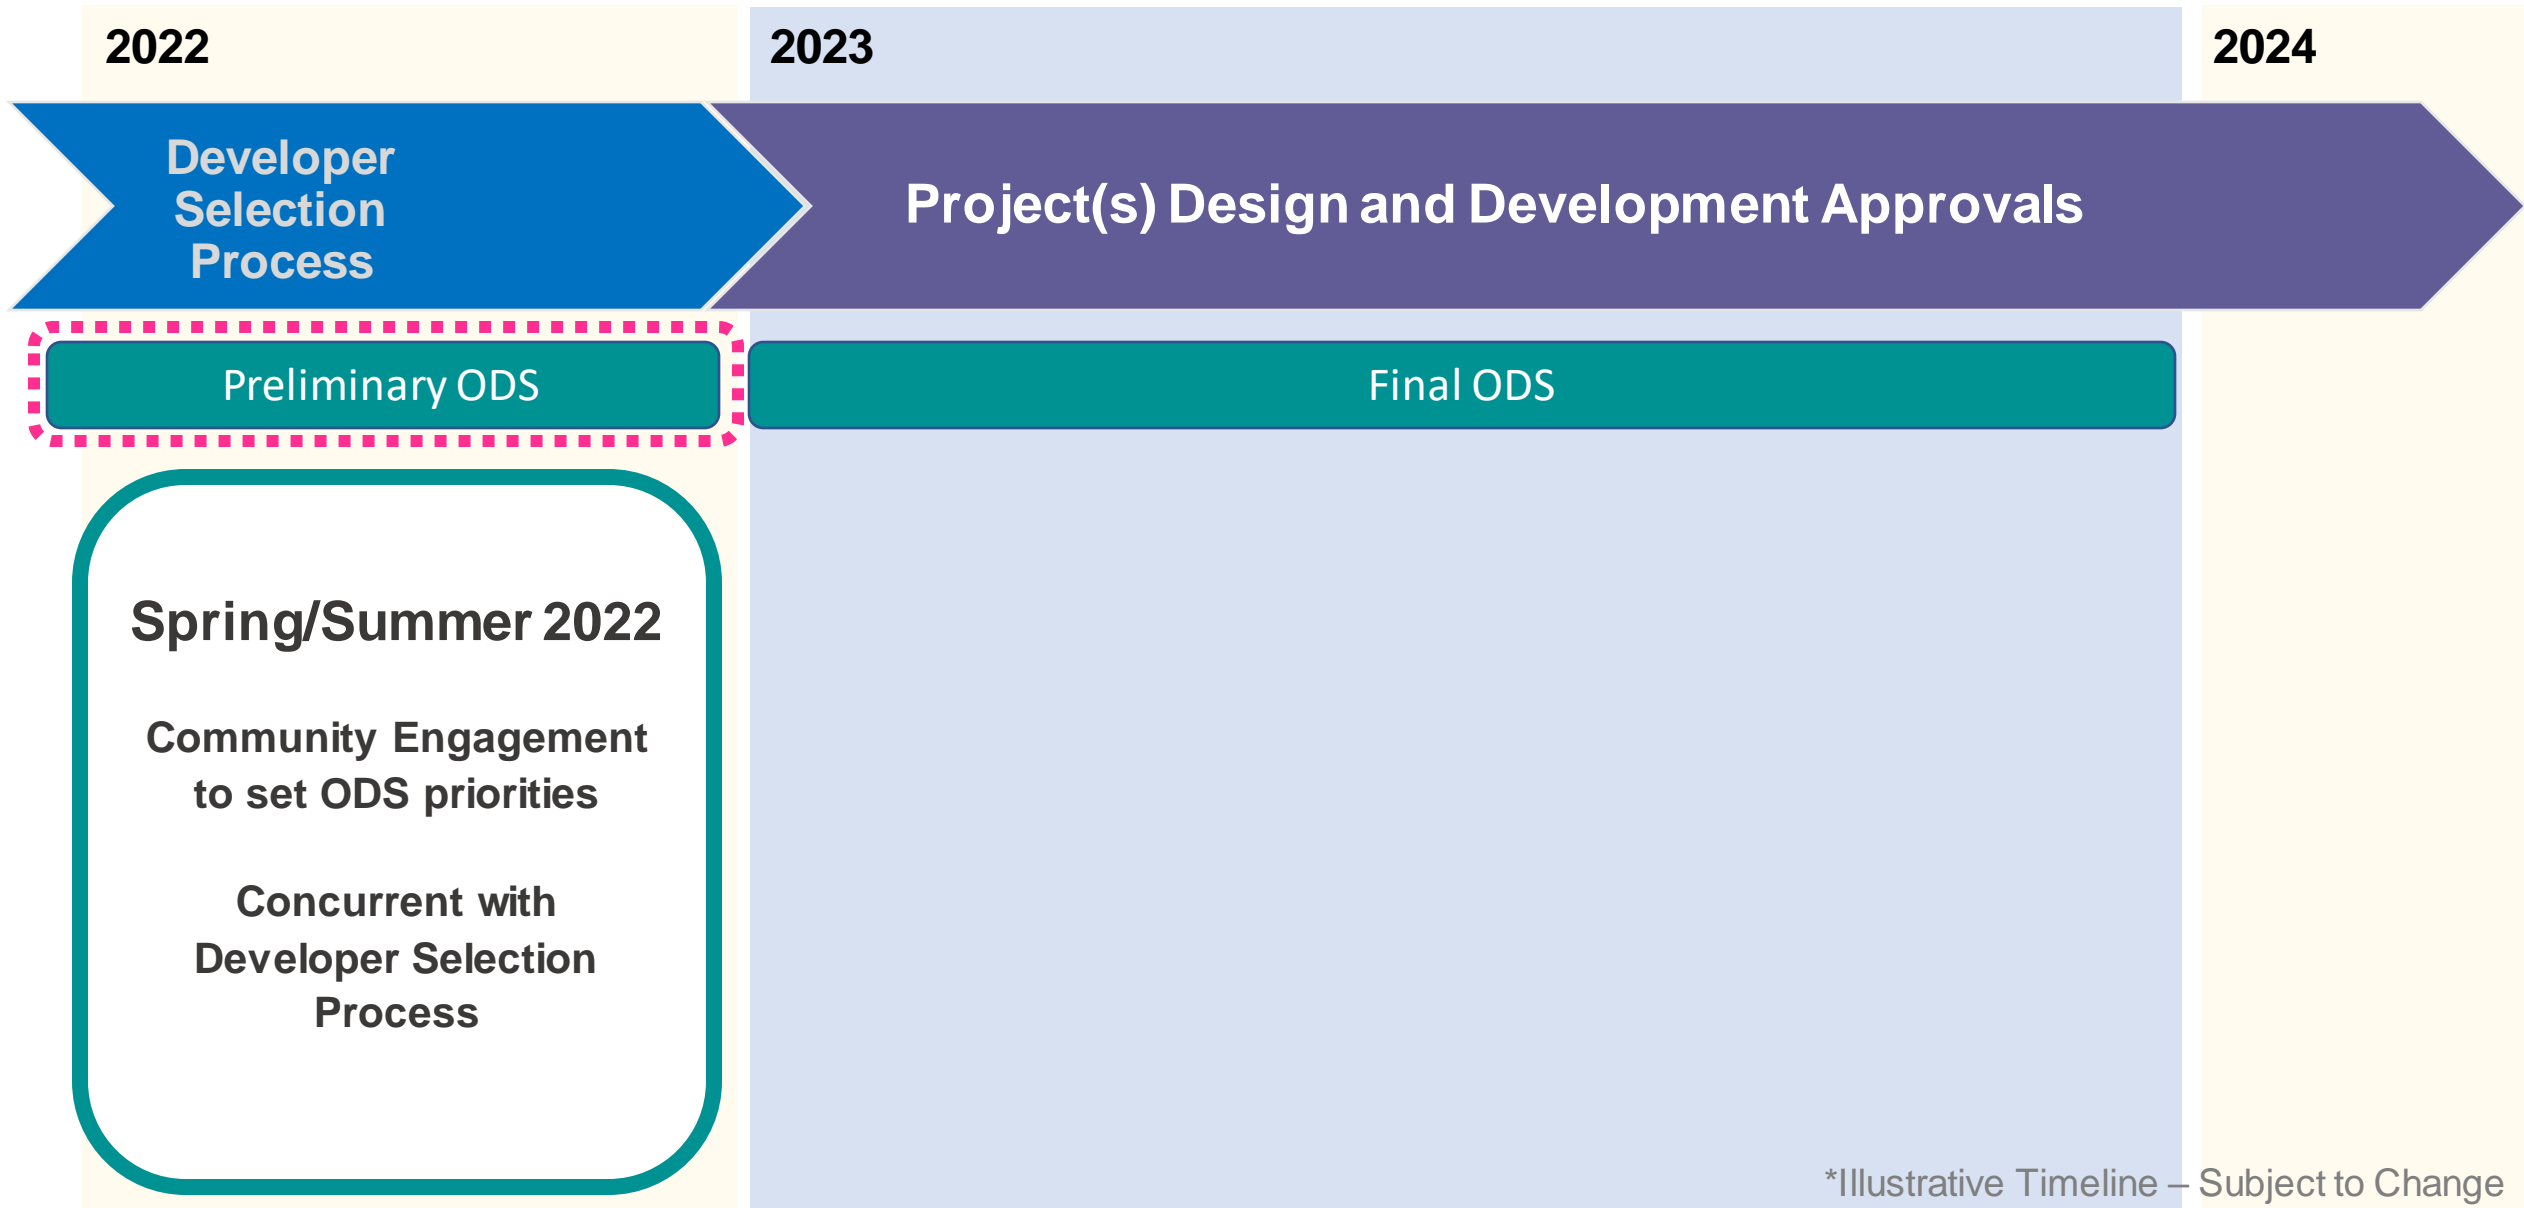 2022
2023
2024
Developer
Selection
Process
Project(s) Design and Development Approvals
Preliminary ODS
Final ODS
Spring/Summer 2022
Community Engagement
to set ODS priorities
Concurrent with
Developer Selection
Process
*Illustrative Timeline – Subject to Change